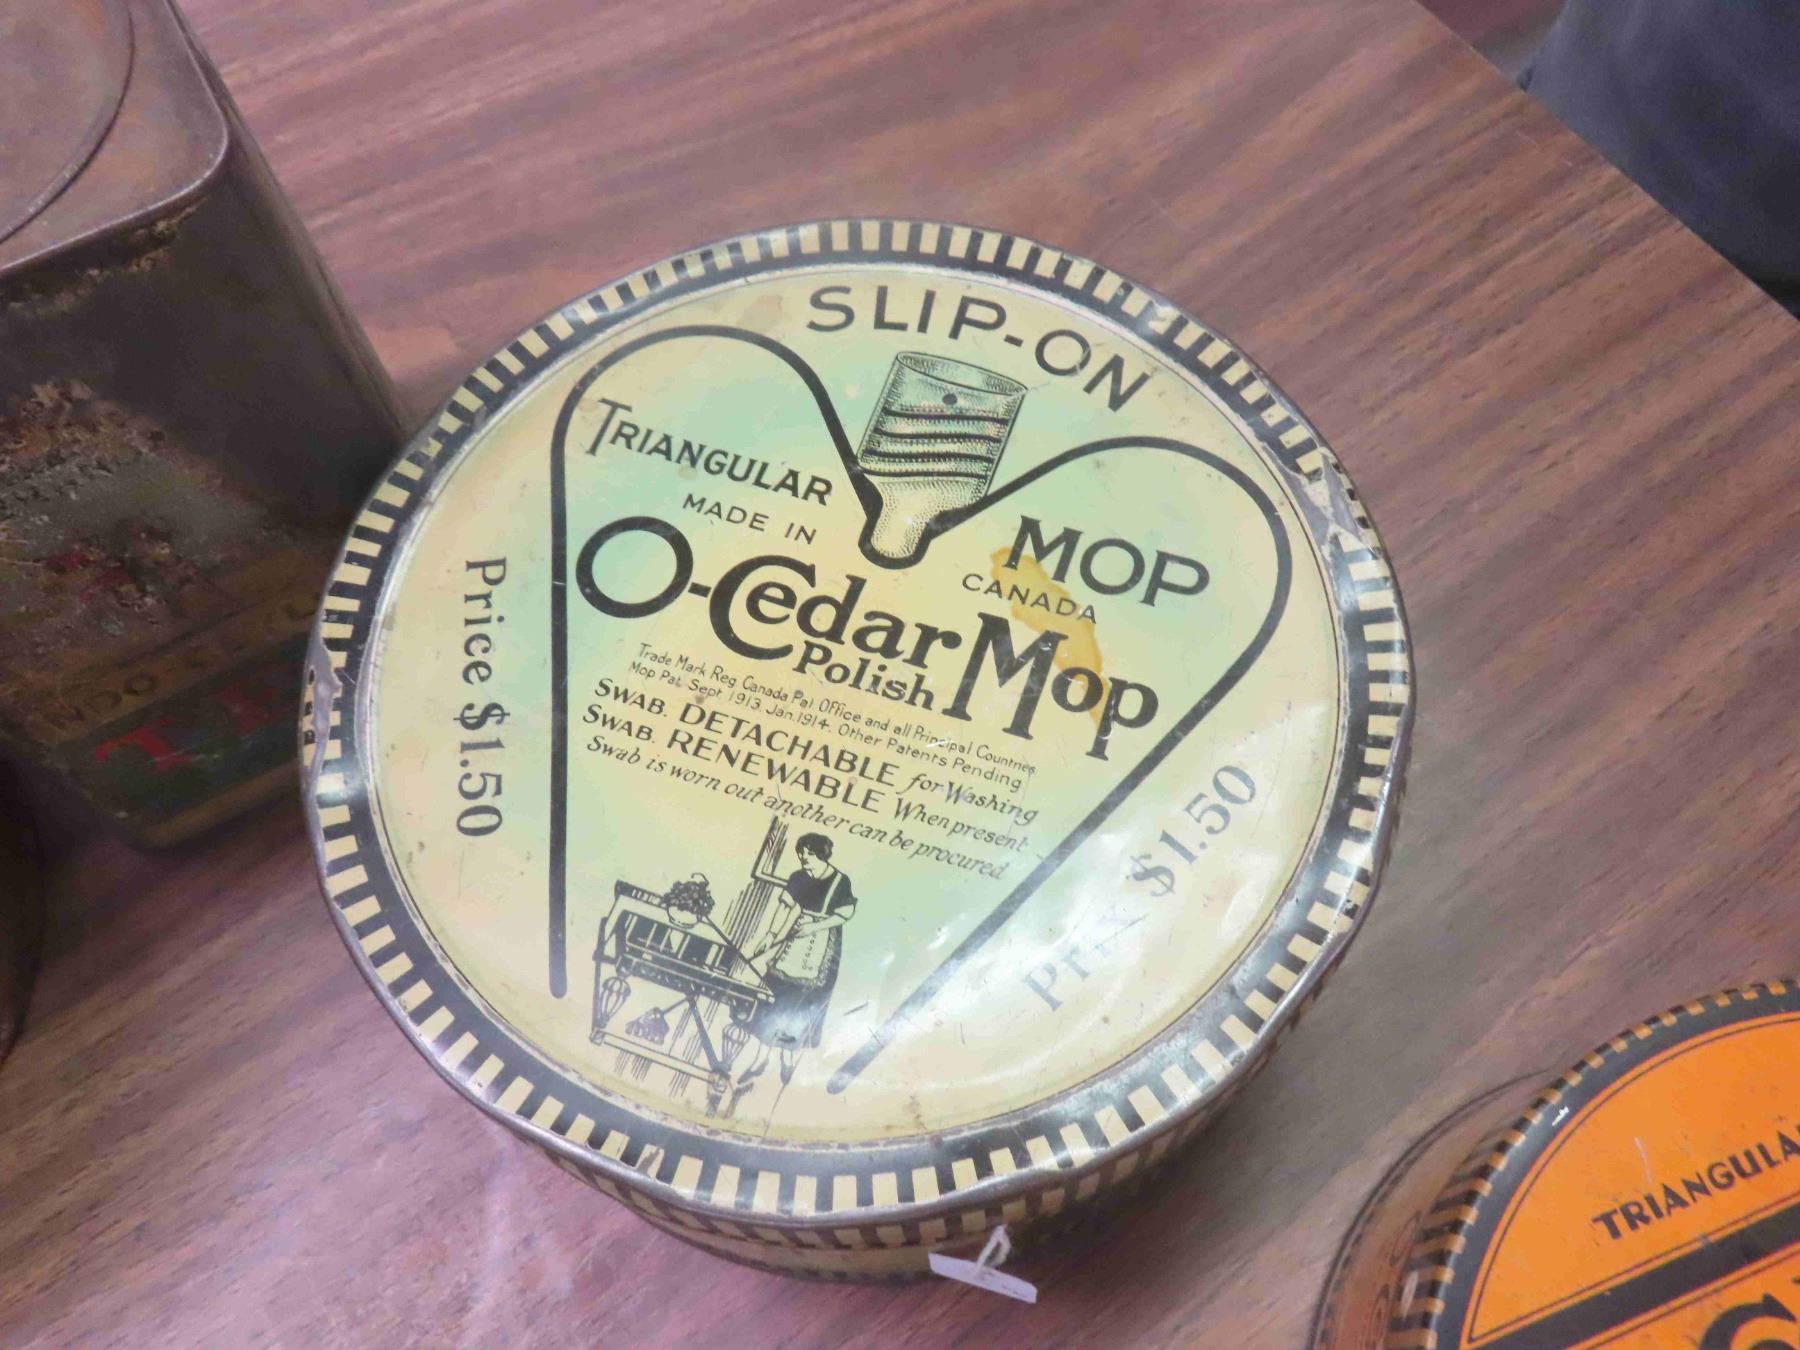 SLIP-ON
TRIANGULAR MOP
MADE IN CANADA
O-Cedar Mop
Polish
Trade Mark Reg. Canada Pat. Office and all Principal Countries
Mop Pat. Sept. 1913. Jan. 1914. Other Patents Pending
SWAB. DETACHABLE for Washing
SWAB. RENEWABLE When present
Swab is worn out another can be procured
Price $1.50
Prix $1.50
TRIANGULA